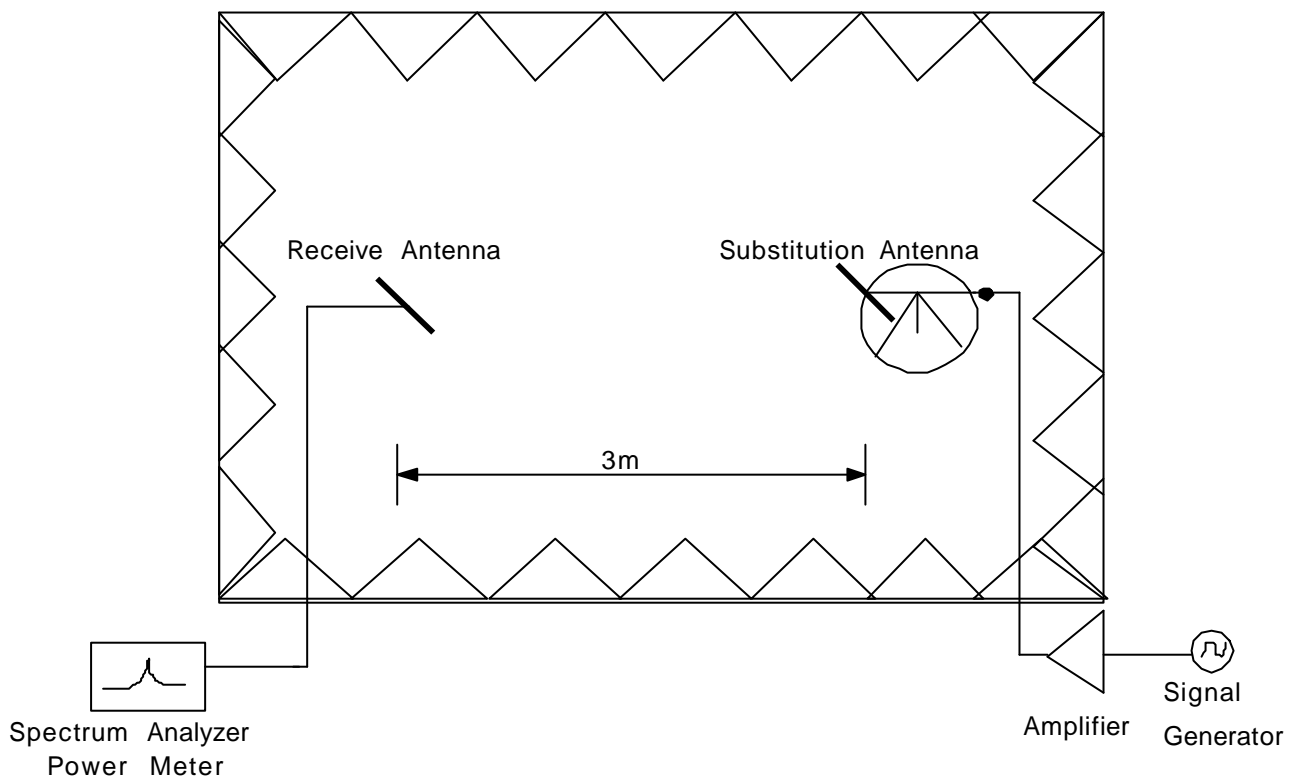 Receive Antenna
Substitution Antenna
3m
Spectrum Analyzer
Power Meter
Amplifier
Signal
Generator